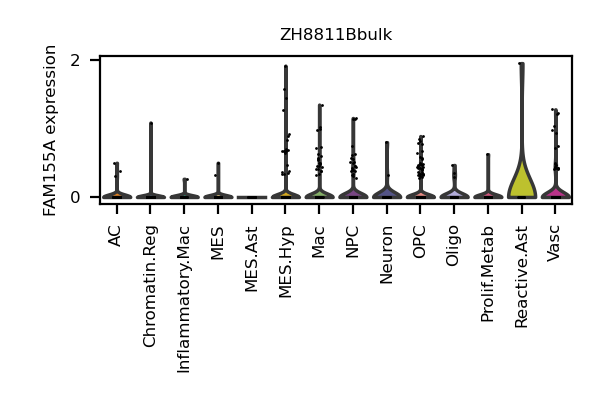 ZH8811Bbulk
FAM155A expression
2
0
AC
Chromatin.Reg
Inflammatory.Mac
MES
MES.Ast
MES.Hyp
Mac
NPC
Neuron
OPC
Oligo
Prolif.Metab
Reactive.Ast
Vasc